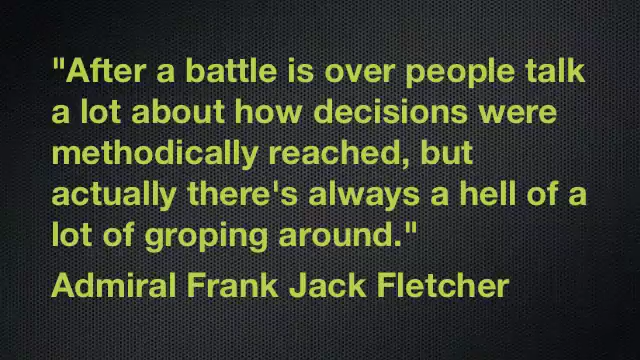 "After a battle is over people talk
a lot about how decisions were
methodically reached, but
actually there's always a hell of a
lot of groping around."
Admiral Frank Jack Fletcher